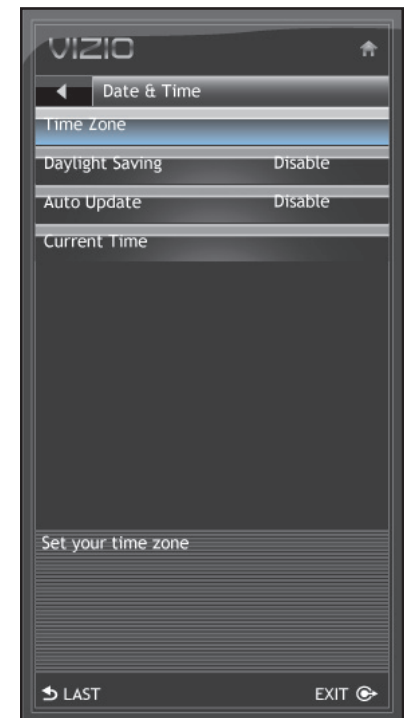 VIZIO
Date & Time
Time Zone
Daylight Saving Disable
Auto Update Disable
Current Time
Set your time zone
LAST EXIT